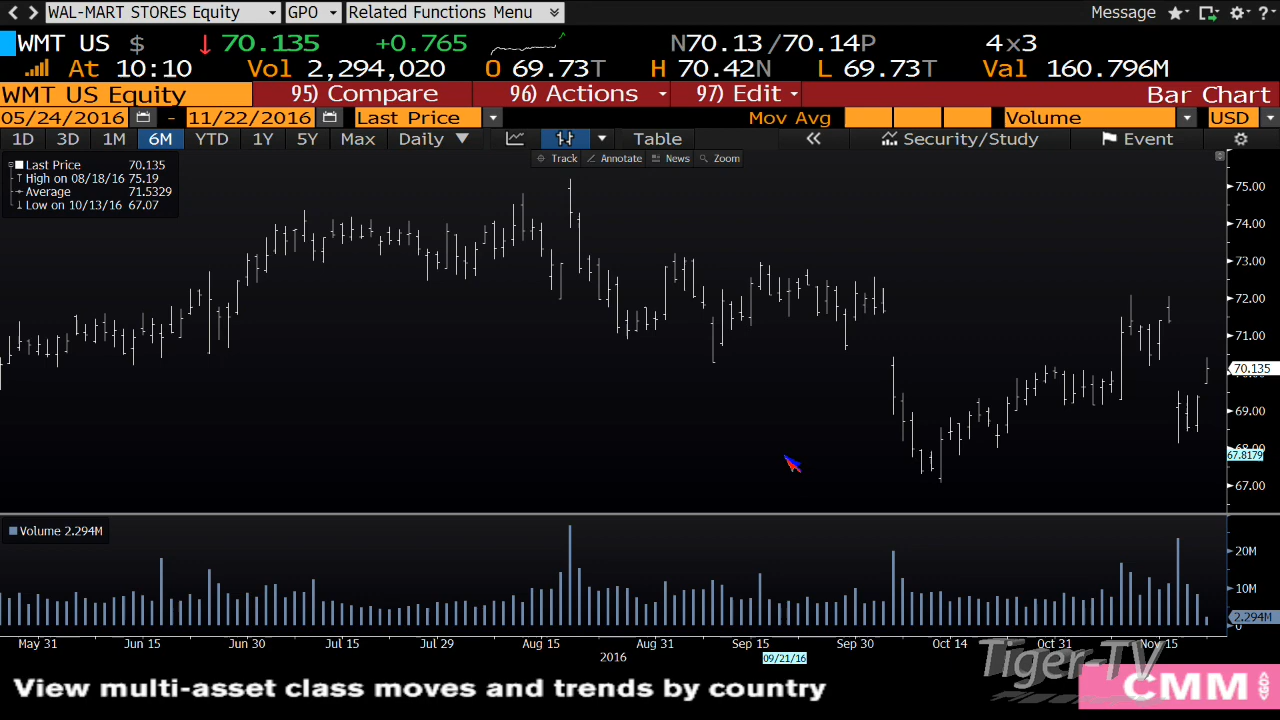 WAL-MART STORES Equity GPO Related Functions Menu Message
WMT US $ 70.135 +0.765 N70.13 /70.14P 4x3
At 10:10 Vol 2,294,020 O 69.73T H 70.42N L 69.73T Val 160.796M
WMT US Equity 95) Compare 96) Actions 97) Edit Bar Chart
05/24/2016 - 11/22/2016 Last Price Mov Avg Volume USD
1D 3D 1M 6M YTD 1Y 5Y Max Daily Table Security/Study Event
Track Annotate News Zoom
Last Price 70.135
High on 08/18/16 75.19
Average 71.5329
Low on 10/13/16 67.07
75.00
74.00
73.00
72.00
71.00
70.135
69.00
68.00
67.8179
67.00
Volume 2.294M
20M
10M
2.294M
0
May 31 Jun 15 Jun 30 Jul 15 Jul 29 Aug 15 Aug 31 Sep 15 Sep 30 Oct 14 Oct 31 Nov 15
2016 09/21/16
Tiger-TV
View multi-asset class moves and trends by country CMM